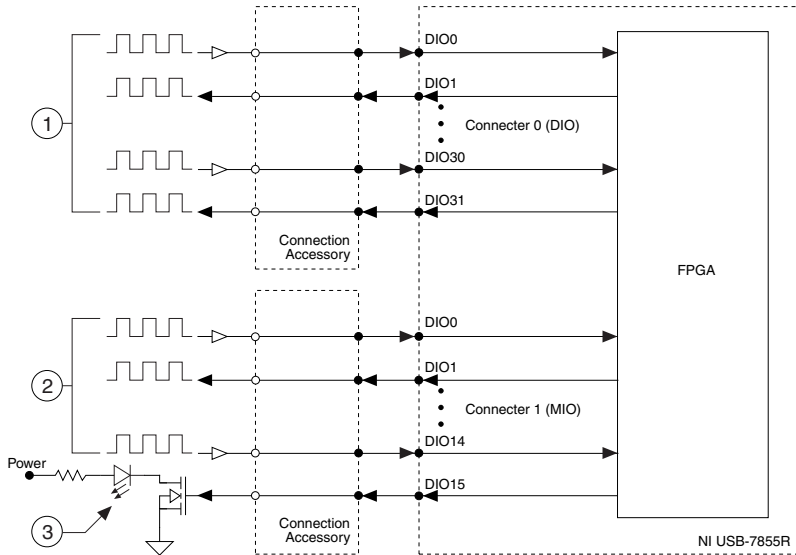 DIO0
DIO1
1
Connecter 0 (DIO)
DIO30
DIO31
Connection
Accessory
FPGA
DIO0
DIO1
2
Connecter 1 (MIO)
DIO14
Power
DIO15
3
Connection
Accessory
NI USB-7855R